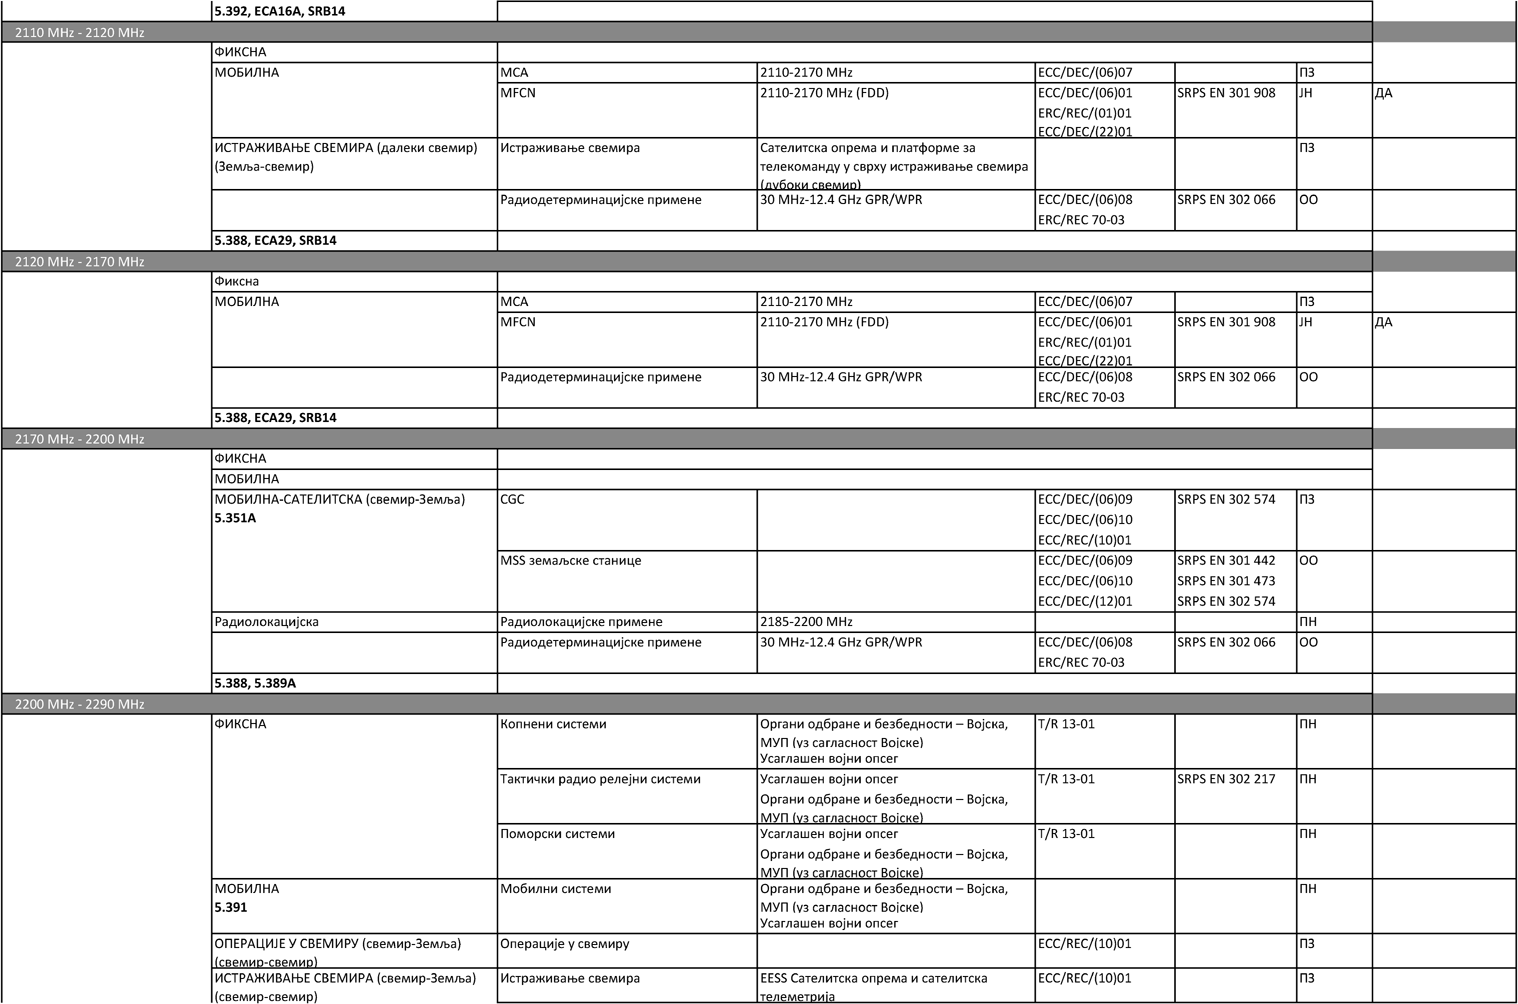 5.392, ECA16A, SRB14
2110 MHz - 2120 MHz
ФИКСНА
МОБИЛНА MCA 2110-2170 MHz ECC/DEC/(06)07 ПЗ
MFCN 2110-2170 MHz (FDD) ECC/DEC/(06)01 SRPS EN 301 908 ЈН ДА
ERC/REC/(01)01
ECC/DEC/(22)01
ИСТРАЖИВАЊЕ СВЕМИРА (далеки свемир) Истраживање свемира Сателитска опрема и платформе за ПЗ
(Земља-свемир) телекоманду у сврху истраживање свемира
(дубоки свемир)
Радиодетерминацијске примене 30 MHz-12.4 GHz GPR/WPR ECC/DEC/(06)08 SRPS EN 302 066 ОО
ERC/REC 70-03
5.388, ECA29, SRB14
2120 MHz - 2170 MHz
Фиксна
МОБИЛНА MCA 2110-2170 MHz ECC/DEC/(06)07 ПЗ
MFCN 2110-2170 MHz (FDD) ECC/DEC/(06)01 SRPS EN 301 908 ЈН ДА
ERC/REC/(01)01
ECC/DEC/(22)01
Радиодетерминацијске примене 30 MHz-12.4 GHz GPR/WPR ECC/DEC/(06)08 SRPS EN 302 066 ОО
ERC/REC 70-03
5.388, ECA29, SRB14
2170 MHz - 2200 MHz
ФИКСНА
МОБИЛНА
МОБИЛНА-САТЕЛИТСКА (свемир-Земља) CGC ECC/DEC/(06)09 SRPS EN 302 574 ПЗ
5.351A ECC/DEC/(06)10
ECC/REC/(10)01
MSS земаљске станице ECC/DEC/(06)09 SRPS EN 301 442 ОО
ECC/DEC/(06)10 SRPS EN 301 473
ECC/DEC/(12)01 SRPS EN 302 574
Радиолокацијска Радиолокацијске примене 2185-2200 MHz ПН
Радиодетерминацијске примене 30 MHz-12.4 GHz GPR/WPR ECC/DEC/(06)08 SRPS EN 302 066 ОО
ERC/REC 70-03
5.388, 5.389A
2200 MHz - 2290 MHz
ФИКСНА Копнени системи Органи одбране и безбедности – Војска, T/R 13-01 ПН
МУП (уз сагласност Војске)
Усаглашен војни опсег
Тактички радио релејни системи Усаглашен војни опсег T/R 13-01 SRPS EN 302 217 ПН
Органи одбране и безбедности – Војска,
МУП (уз сагласност Војске)
Поморски системи Усаглашен војни опсег T/R 13-01 ПН
Органи одбране и безбедности – Војска,
МУП (уз сагласност Војске)
МОБИЛНА Мобилни системи Органи одбране и безбедности – Војска, ПН
5.391 МУП (уз сагласност Војске)
Усаглашен војни опсег
ОПЕРАЦИЈЕ У СВЕМИРУ (свемир-Земља) Операције у свемиру ECC/REC/(10)01 ПЗ
(свемир-свемир)
ИСТРАЖИВАЊЕ СВЕМИРА (свемир-Земља) Истраживање свемира EESS Сателитска опрема и сателитска ECC/REC/(10)01 ПЗ
(свемир-свемир) телеметрија